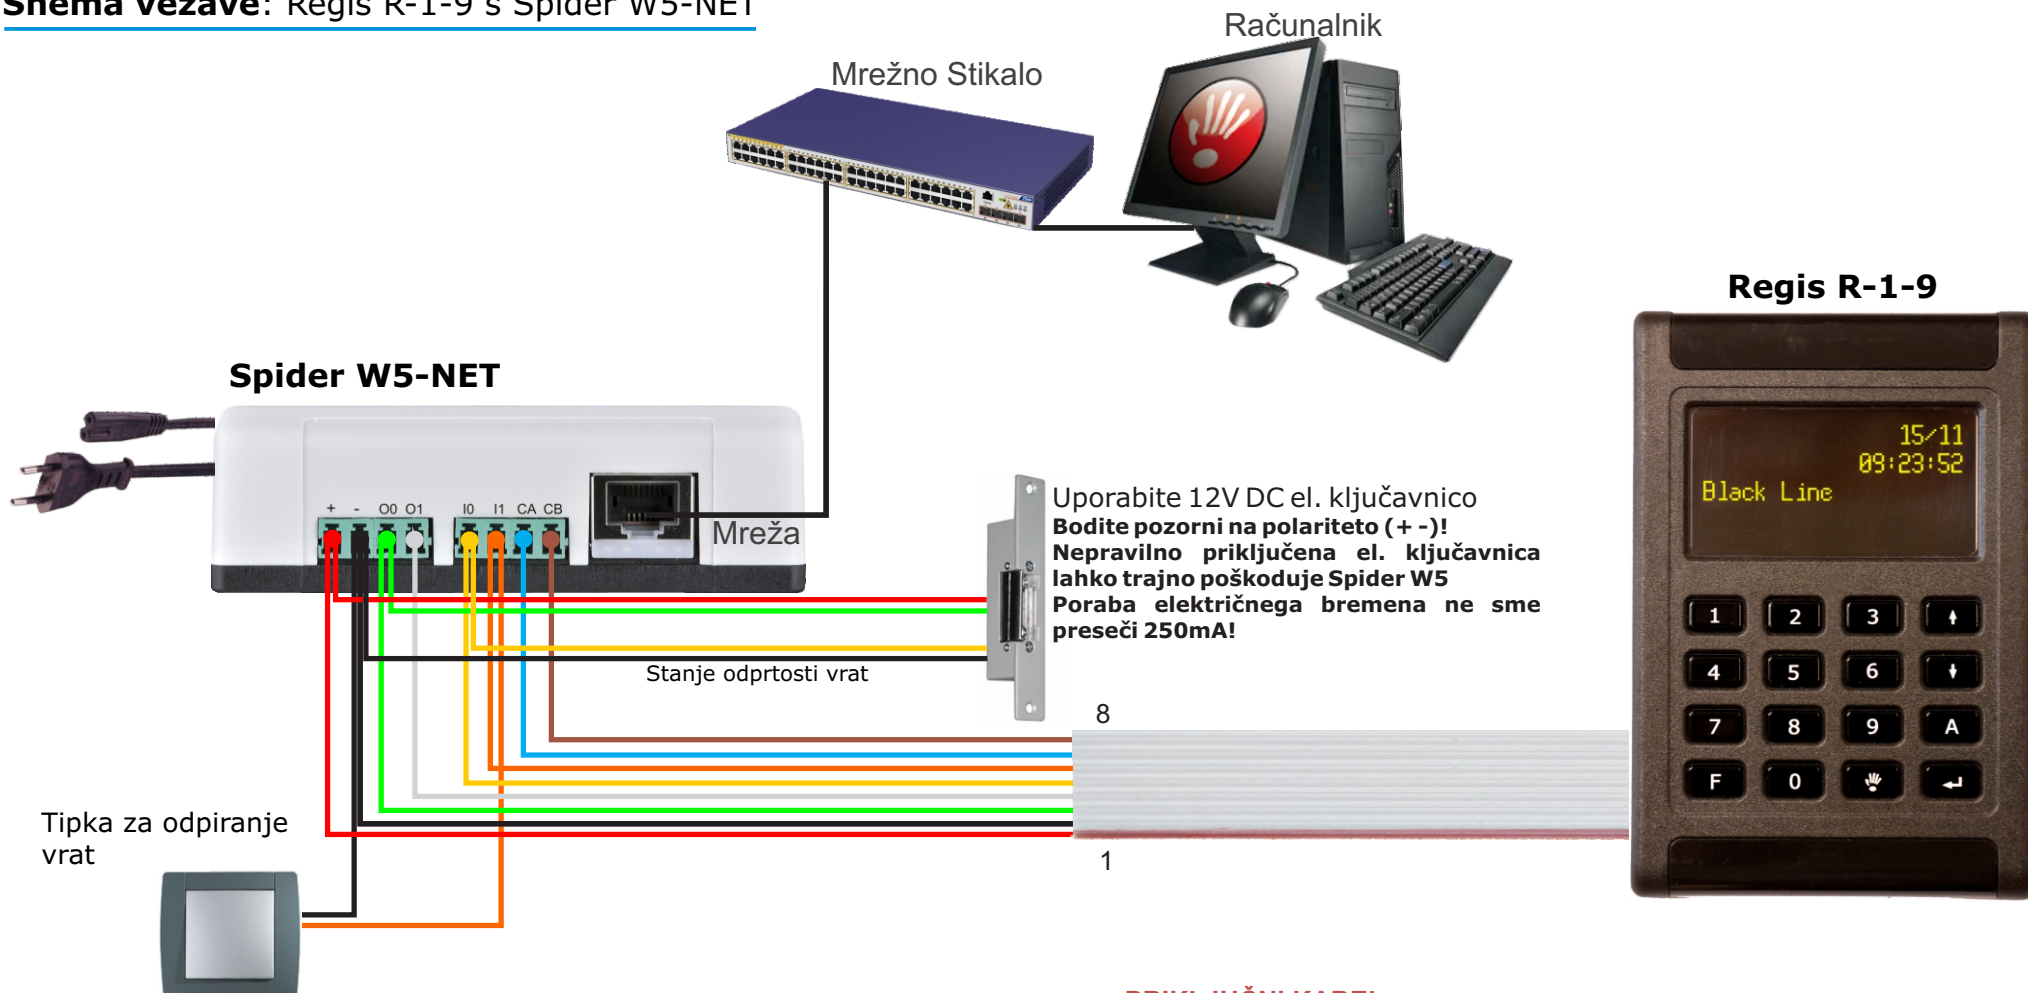 Shema vezave: Regis R-1-9 s Spider W5-NET
Računalnik
Mrežno Stikalo
Regis R-1-9
Spider W5-NET
15/11
09:23:52
Black Line
+ - O0 O1 I0 I1 CA CB
Mreža
Uporabite 12V DC el. ključavnico
Bodite pozorni na polariteto (+ -)!
Nepravilno priključena el. ključavnica
lahko trajno poškoduje Spider W5
Poraba električnega bremena ne sme
preseči 250mA!
Stanje odprtosti vrat
8
1
1 2 3
4 5 6
7 8 9 A
F 0
Tipka za odpiranje
vrat
PRIKLJUČNI KABEL